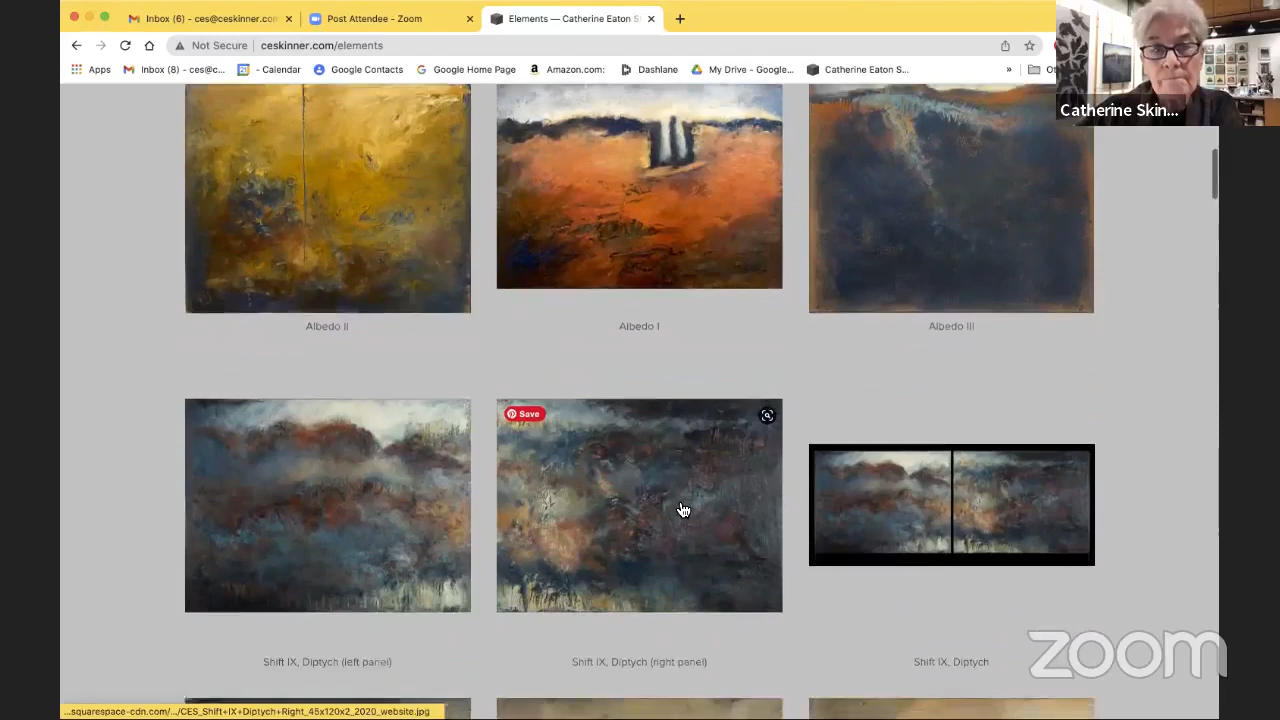 Inbox (6) - ces@ceskinner.com
Post Attendee - Zoom
Elements — Catherine Eaton S
Not Secure
ceskinner.com/elements
Apps
Inbox (8) - ces@c...
- Calendar
Google Contacts
Google Home Page
Amazon.com:
Dashlane
My Drive - Google...
Catherine Eaton S...
»
Ot
Catherine Skin...
Albedo II
Albedo I
Albedo III
Save
Shift IX, Diptych (left panel)
Shift IX, Diptych (right panel)
Shift IX, Diptych
zoom
...squarespace-cdn.com/.../CES_Shift+IX+Diptych+Right_45x120x2_2020_website.jpg